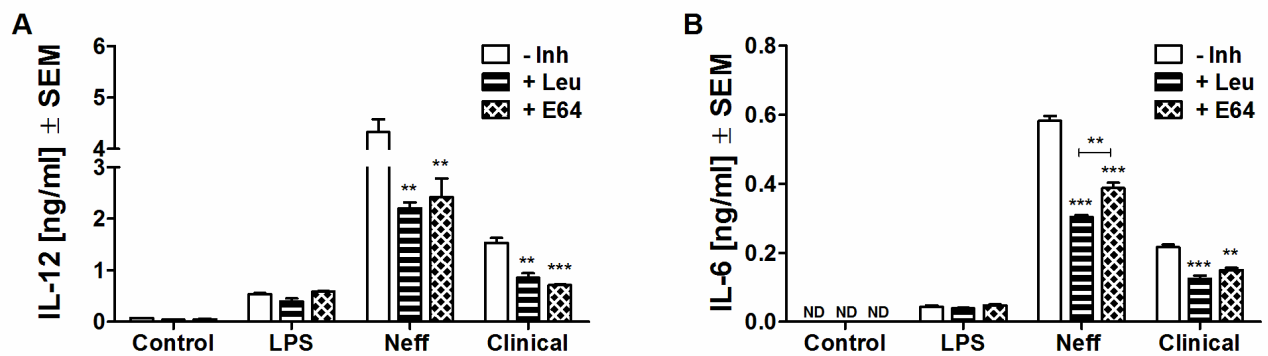 A
IL-12 [ng/ml] ± SEM
6
5
4
3
2
1
0
- Inh
+ Leu
+ E64
**
**
**
***
Control LPS Neff Clinical
B
IL-6 [ng/ml] ± SEM
0.8
0.6
0.4
0.2
0.0
- Inh
+ Leu
+ E64
**
***
***
***
**
ND ND ND
Control LPS Neff Clinical